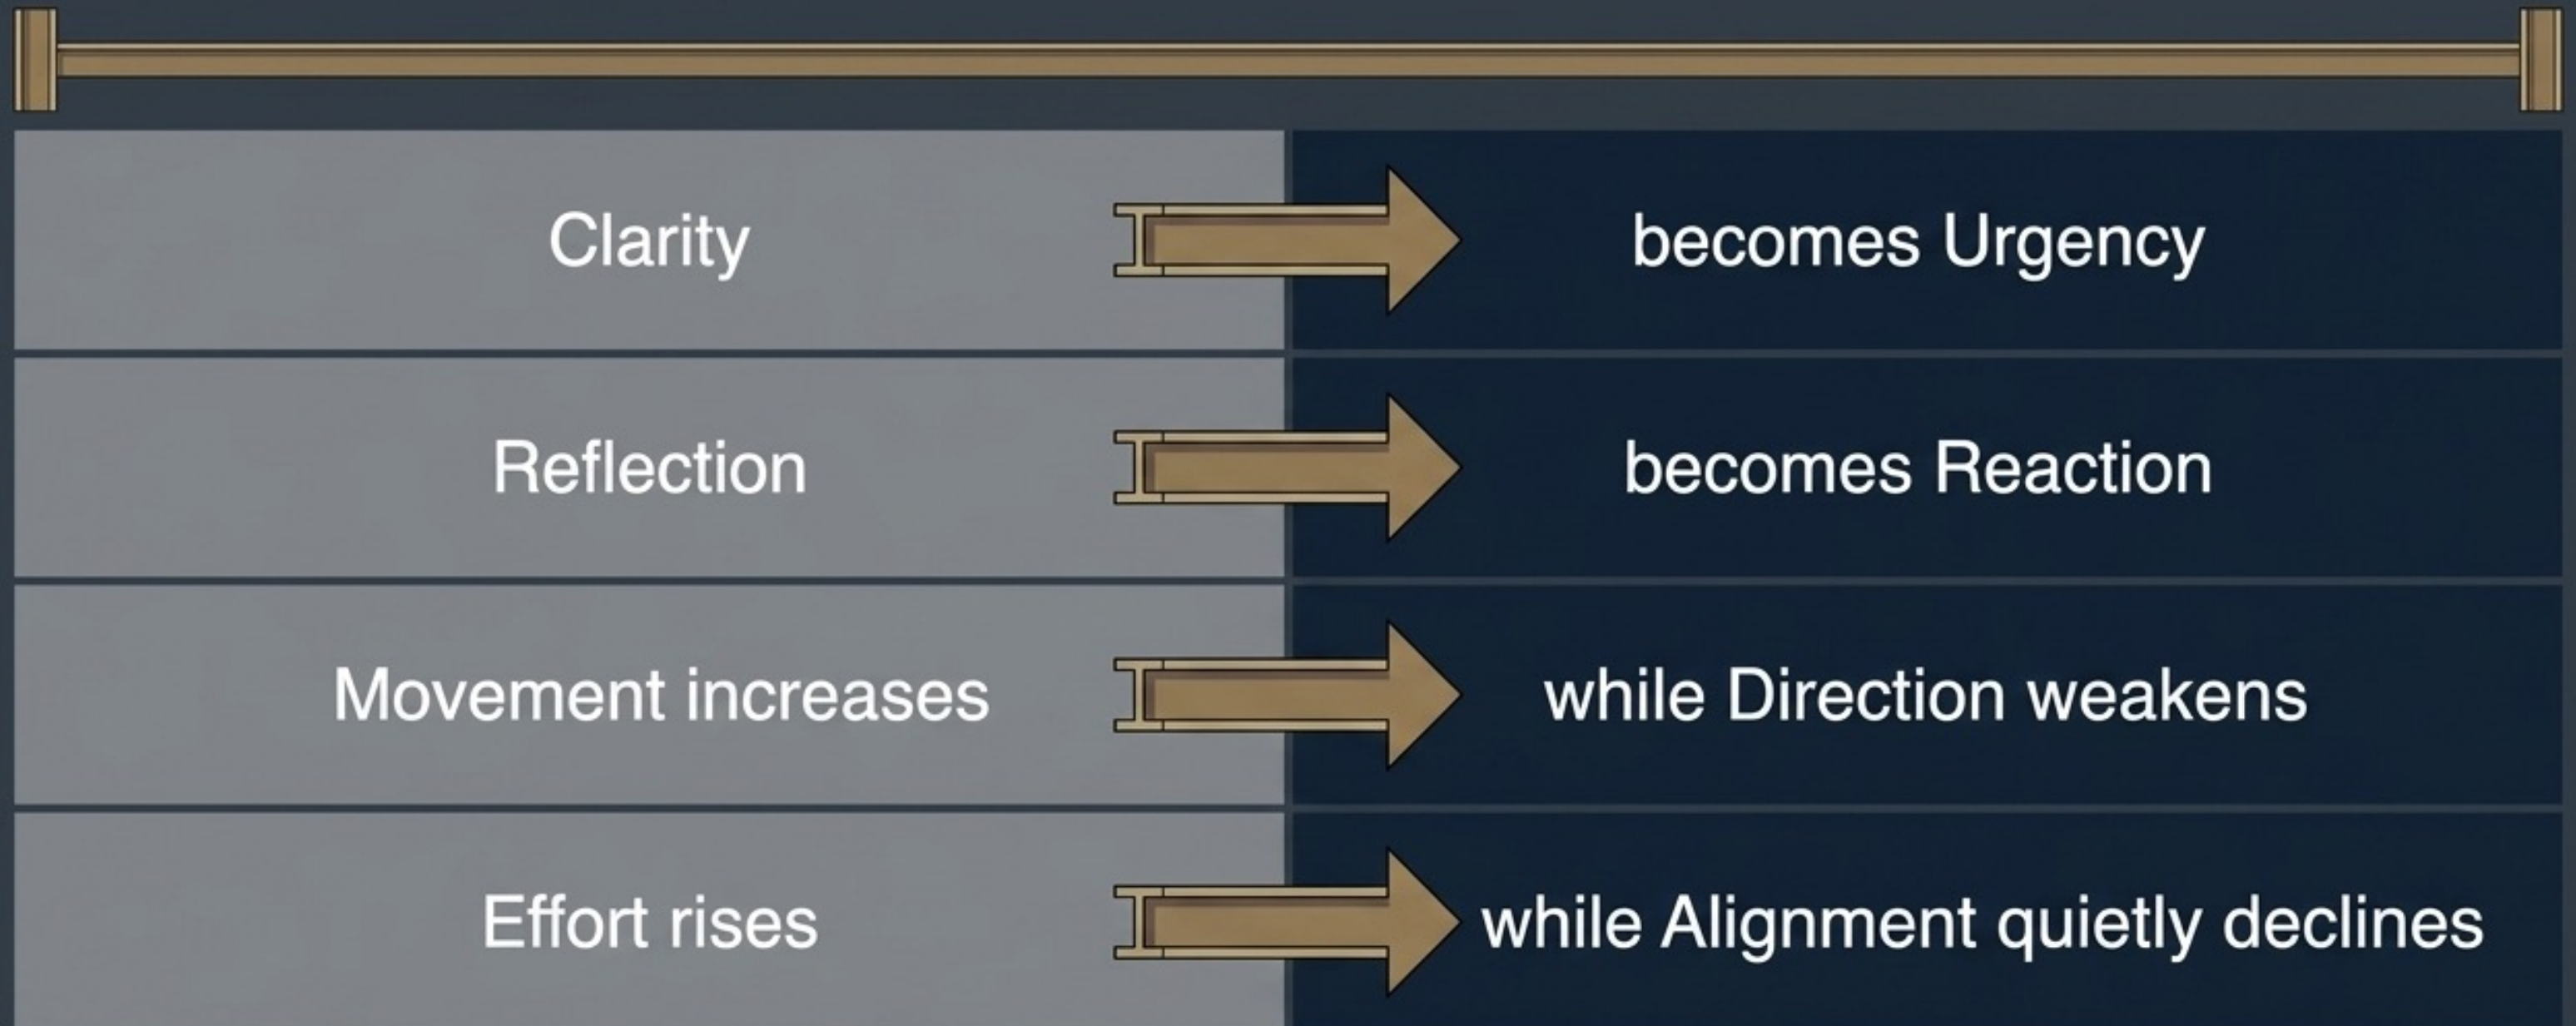 Clarity
becomes Urgency
Reflection
becomes Reaction
Movement increases
while Direction weakens
Effort rises
while Alignment quietly declines